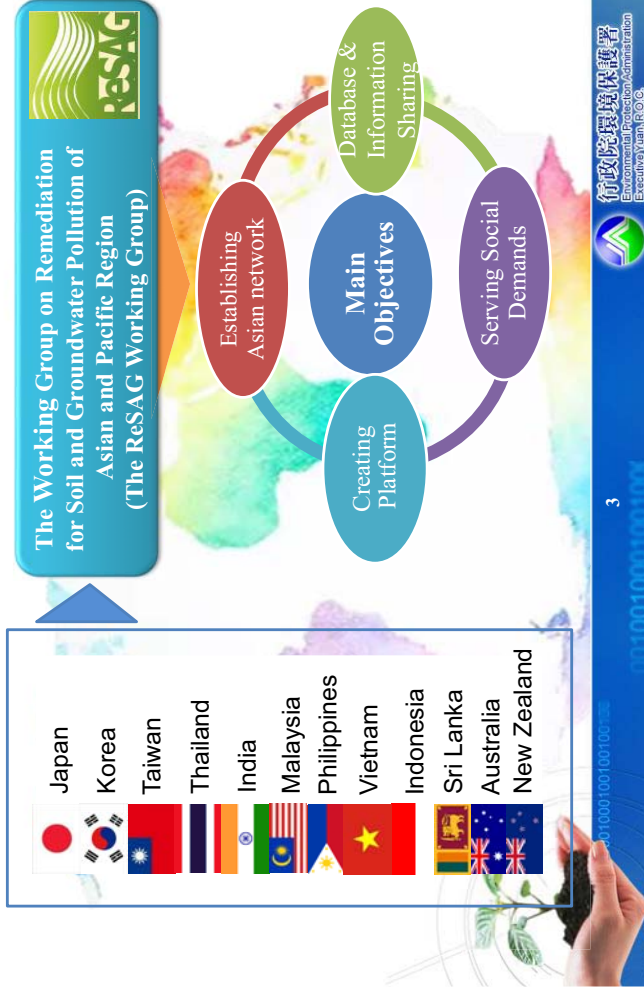 The Working Group on Remediation
for Soil and Groundwater Pollution of
Asian and Pacific Region
(The ReSAG Working Group)
ReSAG
Japan
Korea
Taiwan
Thailand
India
Malaysia
Philippines
Vietnam
Indonesia
Sri Lanka
Australia
New Zealand
Establishing
Asian network
Database &
Information
Sharing
Main
Objectives
Creating
Platform
Serving Social
Demands
001000100100100100
001001000100100001
3
行政院環境保護署
Environmental Protection Administration
Executive Yuan, R.O.C.